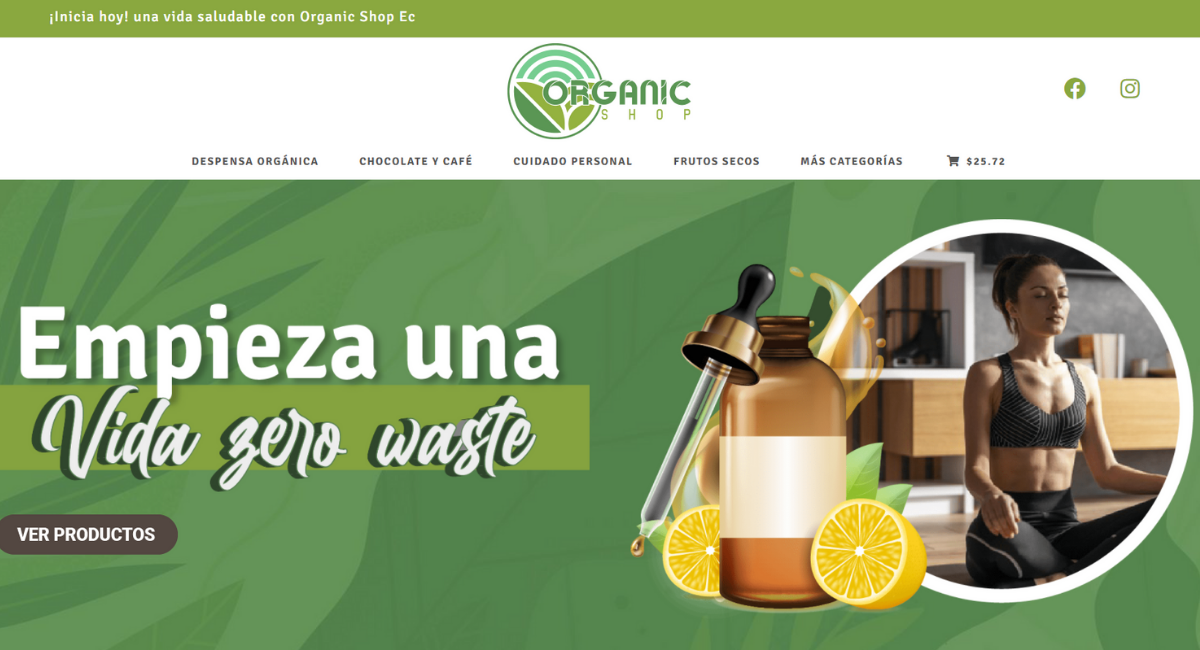 ¡Inicia hoy! una vida saludable con Organic Shop Ec
ORGANIC
SHOP
DESPENSA ORGÁNICA CHOCOLATE Y CAFÉ CUIDADO PERSONAL FRUTOS SECOS MÁS CATEGORÍAS $25.72
Empieza una
Vida zero waste
VER PRODUCTOS